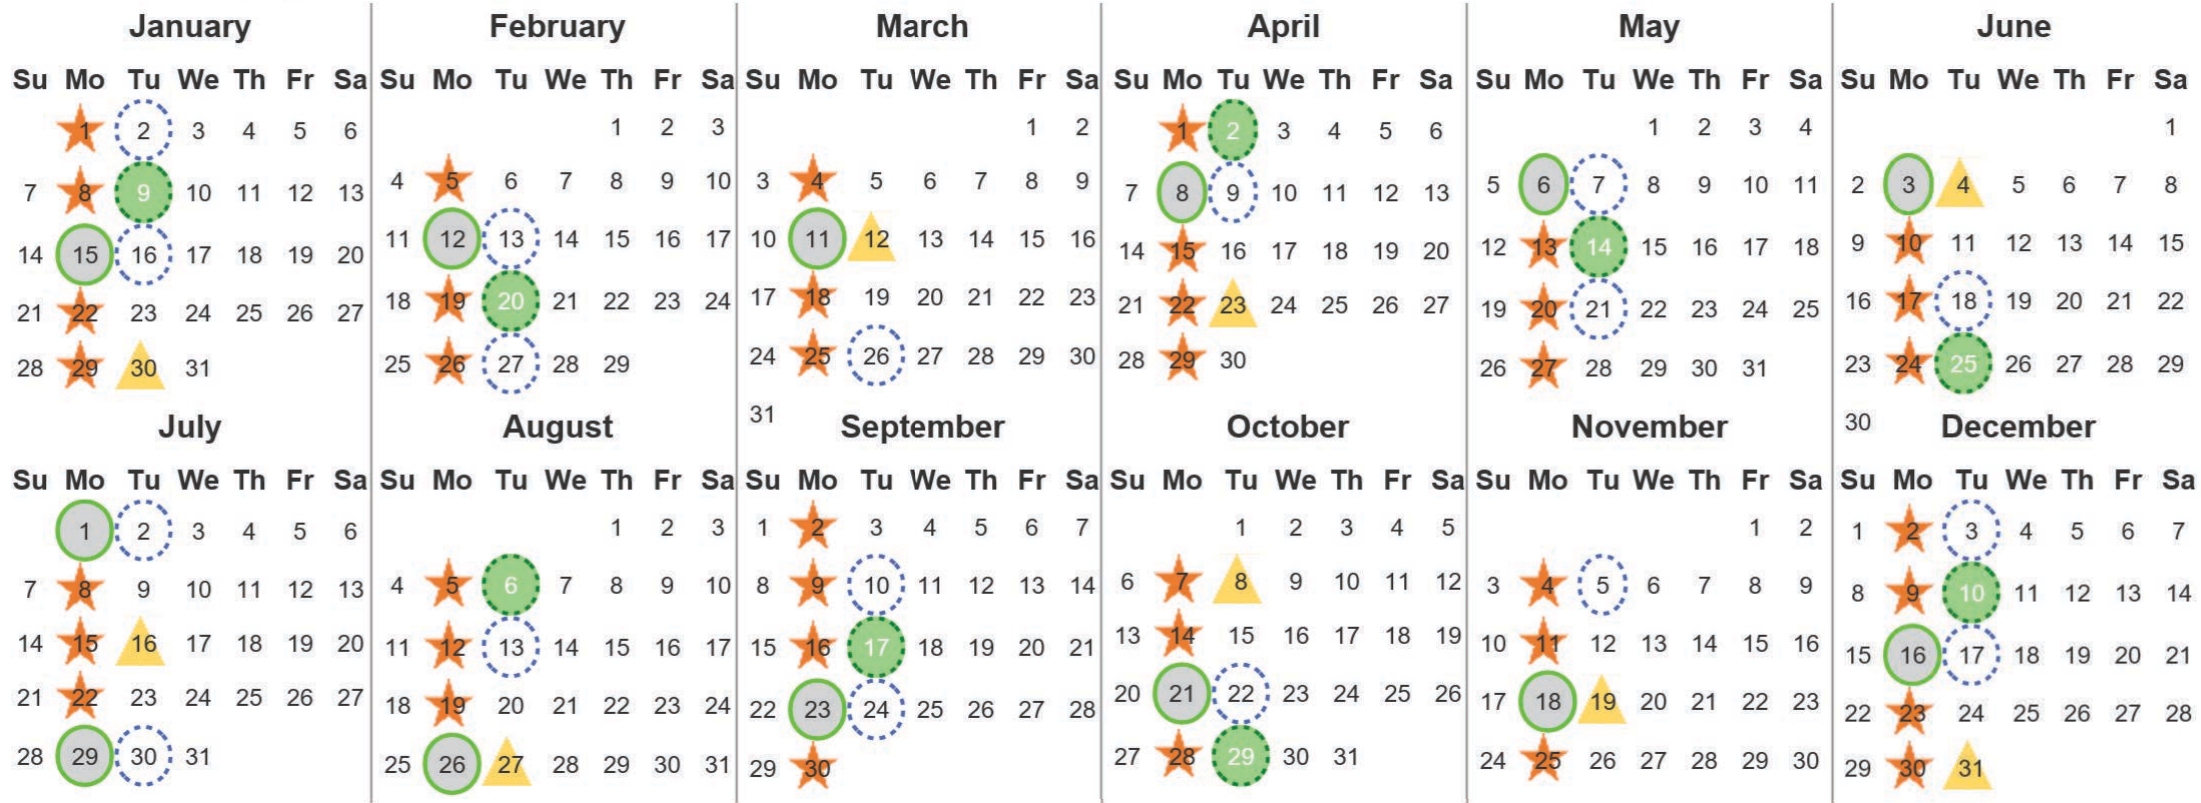 January February March April May June
Su Mo Tu We Th Fr Sa Su Mo Tu We Th Fr Sa Su Mo Tu We Th Fr Sa Su Mo Tu We Th Fr Sa Su Mo Tu We Th Fr Sa Su Mo Tu We Th Fr Sa
1 2 3 4 5 6 1 2 3 1 2 1 2 3 4 5 6 1 2 3 4 1
7 8 9 10 11 12 13 4 5 6 7 8 9 10 3 4 5 6 7 8 9 7 8 9 10 11 12 13 5 6 7 8 9 10 11 2 3 4 5 6 7 8
14 15 16 17 18 19 20 11 12 13 14 15 16 17 10 11 12 13 14 15 16 14 15 16 17 18 19 20 12 13 14 15 16 17 18 9 10 11 12 13 14 15
21 22 23 24 25 26 27 18 19 20 21 22 23 24 17 18 19 20 21 22 23 21 22 23 24 25 26 27 19 20 21 22 23 24 25 16 17 18 19 20 21 22
28 29 30 31 25 26 27 28 29 24 25 26 27 28 29 30 28 29 30 26 27 28 29 30 31 23 24 25 26 27 28 29
31 30
July August September October November December
Su Mo Tu We Th Fr Sa Su Mo Tu We Th Fr Sa Su Mo Tu We Th Fr Sa Su Mo Tu We Th Fr Sa Su Mo Tu We Th Fr Sa Su Mo Tu We Th Fr Sa
1 2 3 4 5 6 1 2 3 1 2 3 4 5 6 7 1 2 3 4 5 1 2 1 2 3 4 5 6 7
7 8 9 10 11 12 13 4 5 6 7 8 9 10 8 9 10 11 12 13 14 6 7 8 9 10 11 12 3 4 5 6 7 8 9 8 9 10 11 12 13 14
14 15 16 17 18 19 20 11 12 13 14 15 16 17 15 16 17 18 19 20 21 13 14 15 16 17 18 19 10 11 12 13 14 15 16 15 16 17 18 19 20 21
21 22 23 24 25 26 27 18 19 20 21 22 23 24 22 23 24 25 26 27 28 20 21 22 23 24 25 26 17 18 19 20 21 22 23 22 23 24 25 26 27 28
28 29 30 31 25 26 27 28 29 30 31 29 30 27 28 29 30 31 24 25 26 27 28 29 30 29 30 31